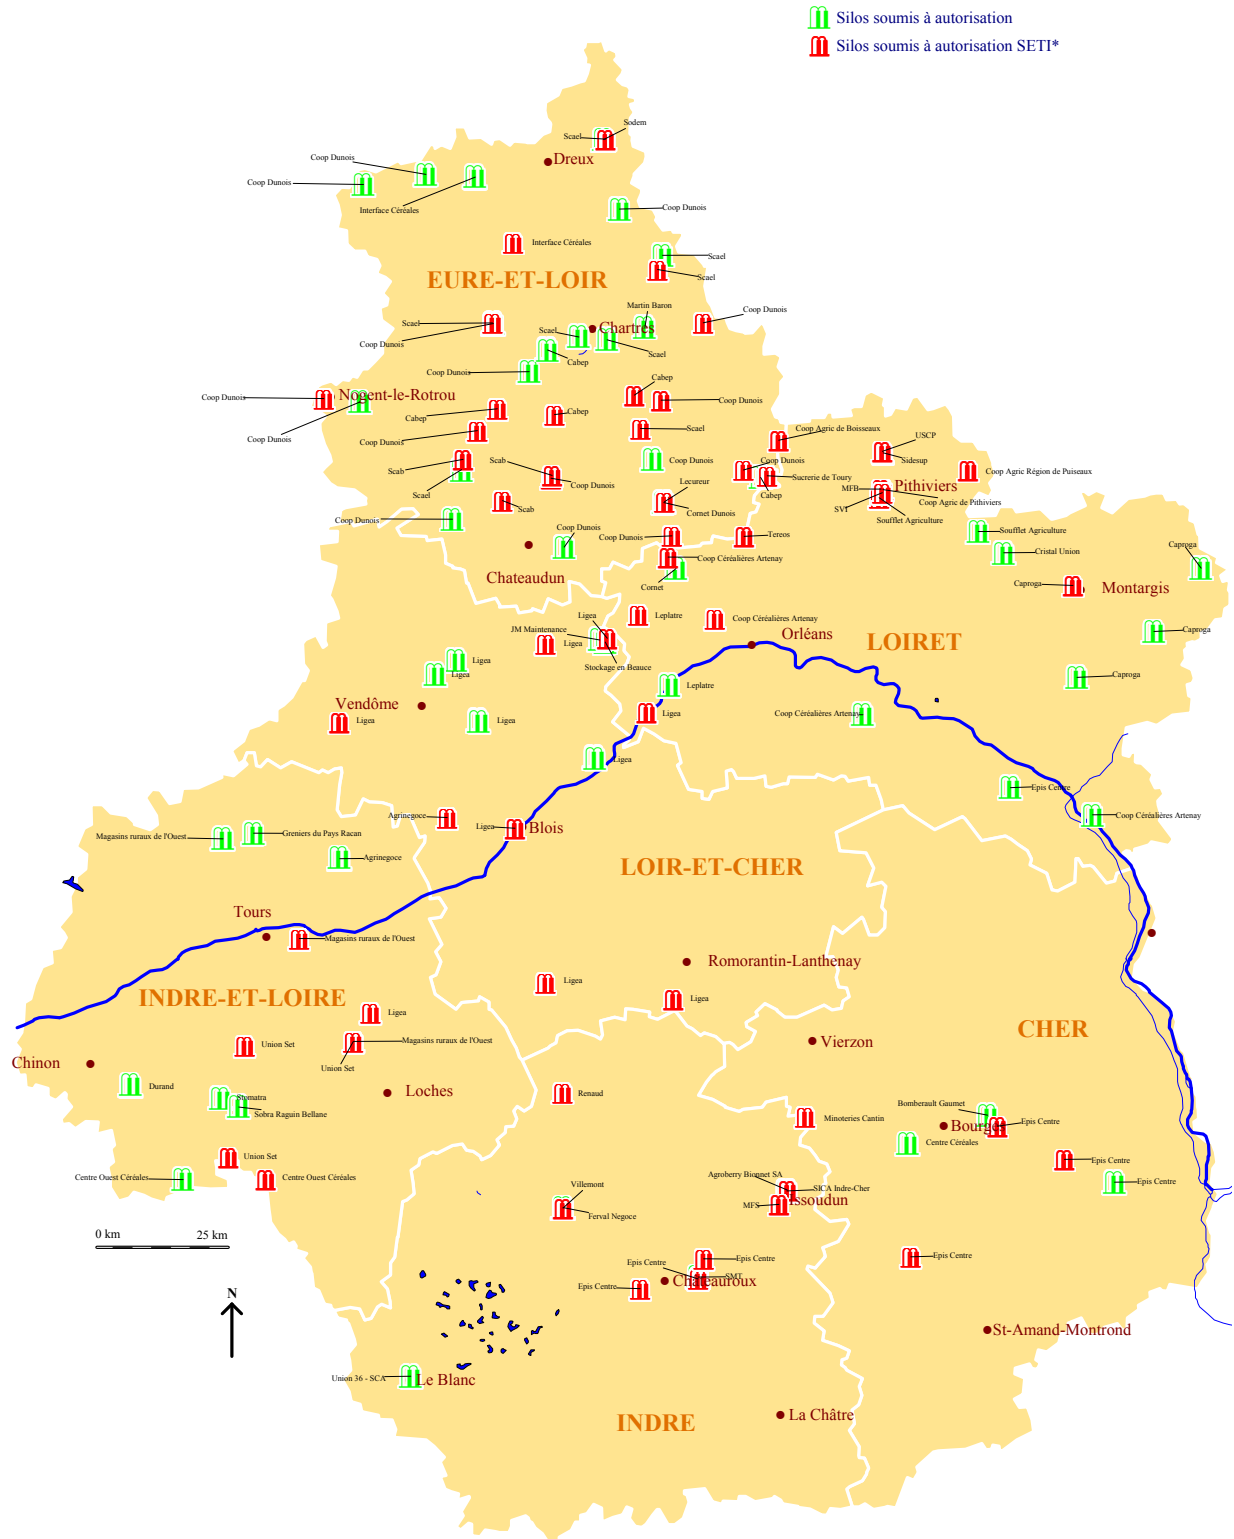 Silos soumis à autorisation
Silos soumis à autorisation SETI*
Sodem
Scael
Dreux
Coop Dunois
Coop Dunois
Interface Céréales
Coop Dunois
Interface Céréales
Scael
Scael
EURE-ET-LOIR
Martin Baron
Coop Dunois
Scael
Coop Dunois
Scael
Chartres
Scael
Cabep
Coop Dunois
Cabep
Coop Dunois
Nogent-le-Rotrou
Coop Dunois
Coop Dunois
Cabep
Cabep
Coop Dunois
Scael
Coop Agric de Boisseaux
USCP
Sidesup
Scab
Scab
Coop Dunois
Coop Dunois
Coop Agric Région de Puiseaux
Scael
Coop Dunois
Lecureur
Sucrerie de Toury
Cabep
MFB
Pithiviers
Coop Agric de Pithiviers
SVI
Soufflet Agriculture
Scab
Cornet Dunois
Coop Dunois
Coop Dunois
Coop Dunois
Tereos
Soufflet Agriculture
Cristal Union
Caproga
Chateaudun
Coop Céréalières Artenay
Cornet
Caproga
Montargis
Ligea
Leplatre
Coop Céréalières Artenay
JM Maintenance
Ligea
Stockage en Beauce
Orléans
LOIRET
Caproga
Ligea
Ligea
Caproga
Leplatre
Vendôme
Ligea
Ligea
Ligea
Coop Céréalières Artenay
Ligea
Epis Centre
Agrinegoce
Ligea
Blois
Coop Céréalières Artenay
Magasins ruraux de l'Ouest
Greniers du Pays Racan
Agrinegoce
LOIR-ET-CHER
Tours
Magasins ruraux de l'Ouest
Romorantin-Lanthenay
INDRE-ET-LOIRE
Ligea
Ligea
Ligea
CHER
Union Set
Magasins ruraux de l'Ouest
Union Set
Vierzon
Chinon
Durand
Loches
Renaud
Stomatra
Sobra Raguin Bellane
Bomberault Gaumet
Minoteries Cantin
Bourges
Epis Centre
Centre Céréales
Union Set
Epis Centre
Centre Ouest Céréales
Centre Ouest Céréales
Epis Centre
Agroberry Bionnet SA
SICA Indre-Cher
Villemont
MFS
Issoudun
Ferval Negoce
0 km
25 km
Epis Centre
Epis Centre
Epis Centre
SMT
Châteauroux
Epis Centre
N
St-Amand-Montrond
Union 36 - SCA
Le Blanc
La Châtre
INDRE